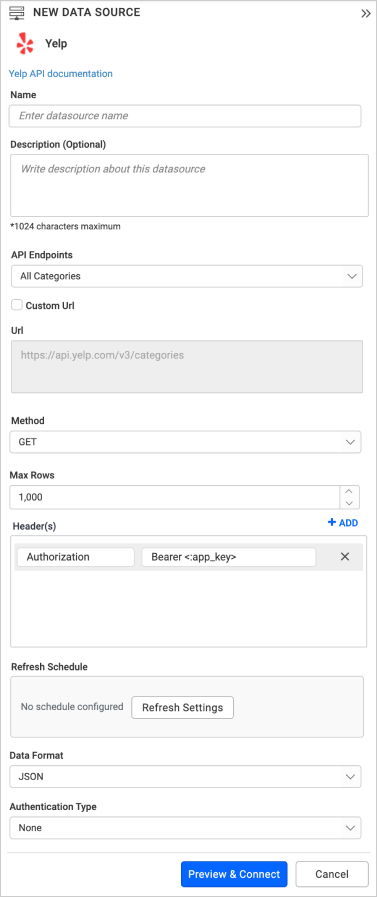 NEW DATA SOURCE
Yelp
Yelp API documentation
Name
Enter datasource name
Description (Optional)
Write description about this datasource
*1024 characters maximum
API Endpoints
All Categories
Custom Url
Url
https://api.yelp.com/v3/categories
Method
GET
Max Rows
1,000
Header(s)
+ ADD
Authorization
Bearer <:app_key>
Refresh Schedule
No schedule configured
Refresh Settings
Data Format
JSON
Authentication Type
None
Preview & Connect
Cancel